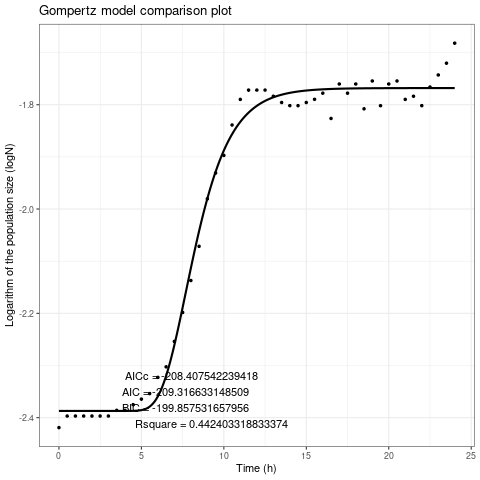 Gompertz model comparison plot
Logarithm of the population size (logN)
-1.8
-2.0
-2.2
-2.4
AICc = -208.407542239418
AIC = -209.316633148509
BIC = -199.857531657956
Rsquare = 0.442403318833374
0 5 10 15 20 25
Time (h)